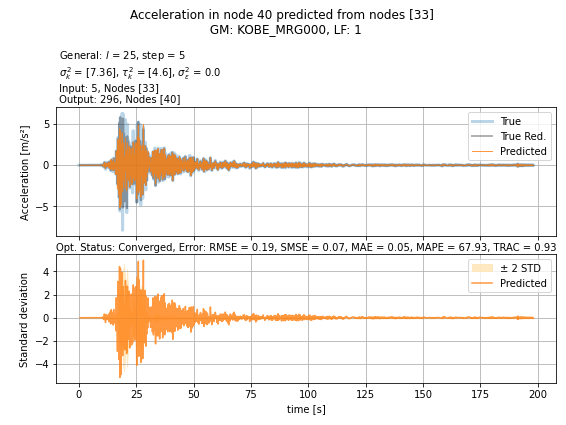 Acceleration in node 40 predicted from nodes [33]
GM: KOBE_MRG000, LF: 1
General: l = 25, step = 5
σ²ₖ = [7.36], τ²ₖ = [4.6], σ²ε = 0.0
Input: 5, Nodes [33]
Output: 296, Nodes [40]
Acceleration [m/s²]
5
0
−5
True
True Red.
Predicted
Opt. Status: Converged, Error: RMSE = 0.19, SMSE = 0.07, MAE = 0.05, MAPE = 67.93, TRAC = 0.93
Standard deviation
4
2
0
−2
−4
± 2 STD
Predicted
0 25 50 75 100 125 150 175 200
time [s]